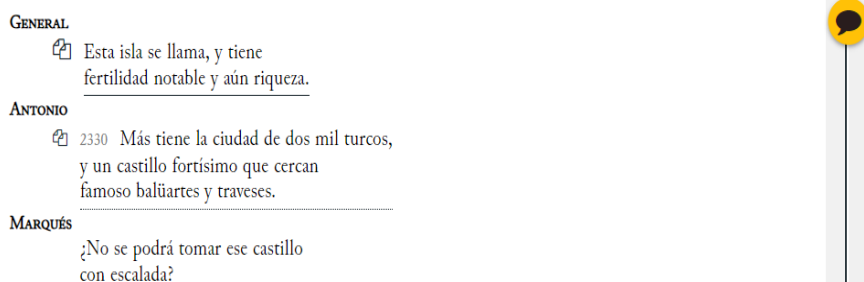 General
Esta isla se llama, y tiene
fertilidad notable y aún riqueza.
Antonio
2330 Más tiene la ciudad de dos mil turcos,
y un castillo fortísimo que cercan
famoso balüartes y traveses.
Marqués
¿No se podrá tomar ese castillo
con escalada?